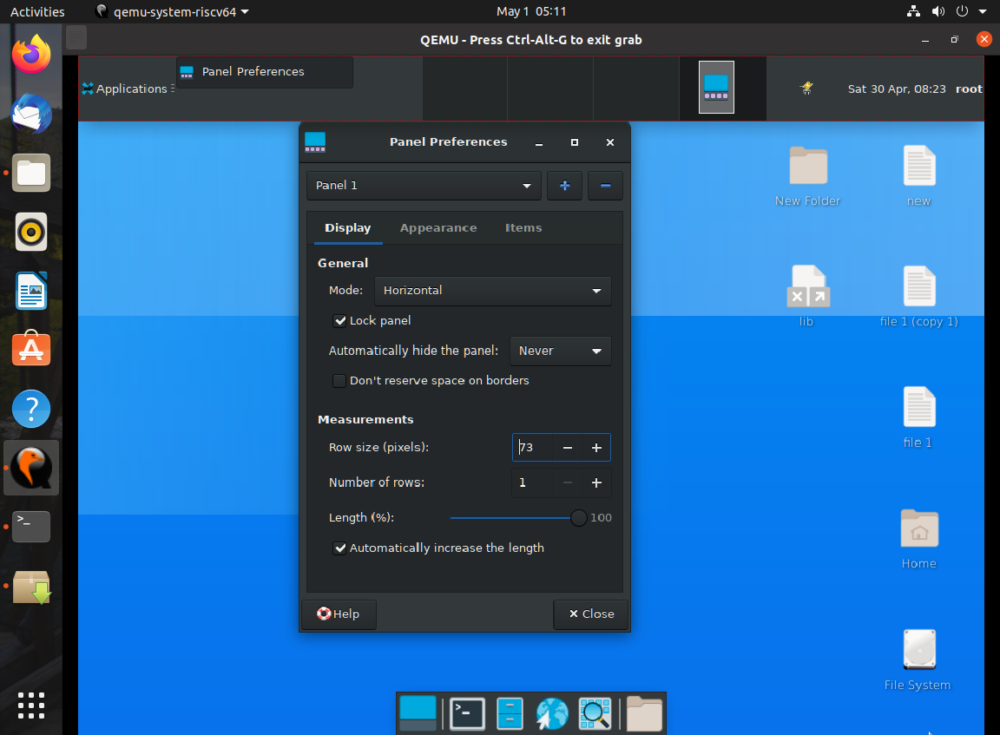 Activities
qemu-system-riscv64
May 1 05:11
QEMU - Press Ctrl-Alt-G to exit grab
Panel Preferences
Applications
Sat 30 Apr, 08:23
root
Panel Preferences
Panel 1
Display
Appearance
Items
General
Mode:
Horizontal
Lock panel
Automatically hide the panel:
Never
Don't reserve space on borders
Measurements
Row size (pixels):
73
Number of rows:
1
Length (%):
100
Automatically increase the length
Help
Close
New Folder
new
lib
file 1 (copy 1)
file 1
Home
File System